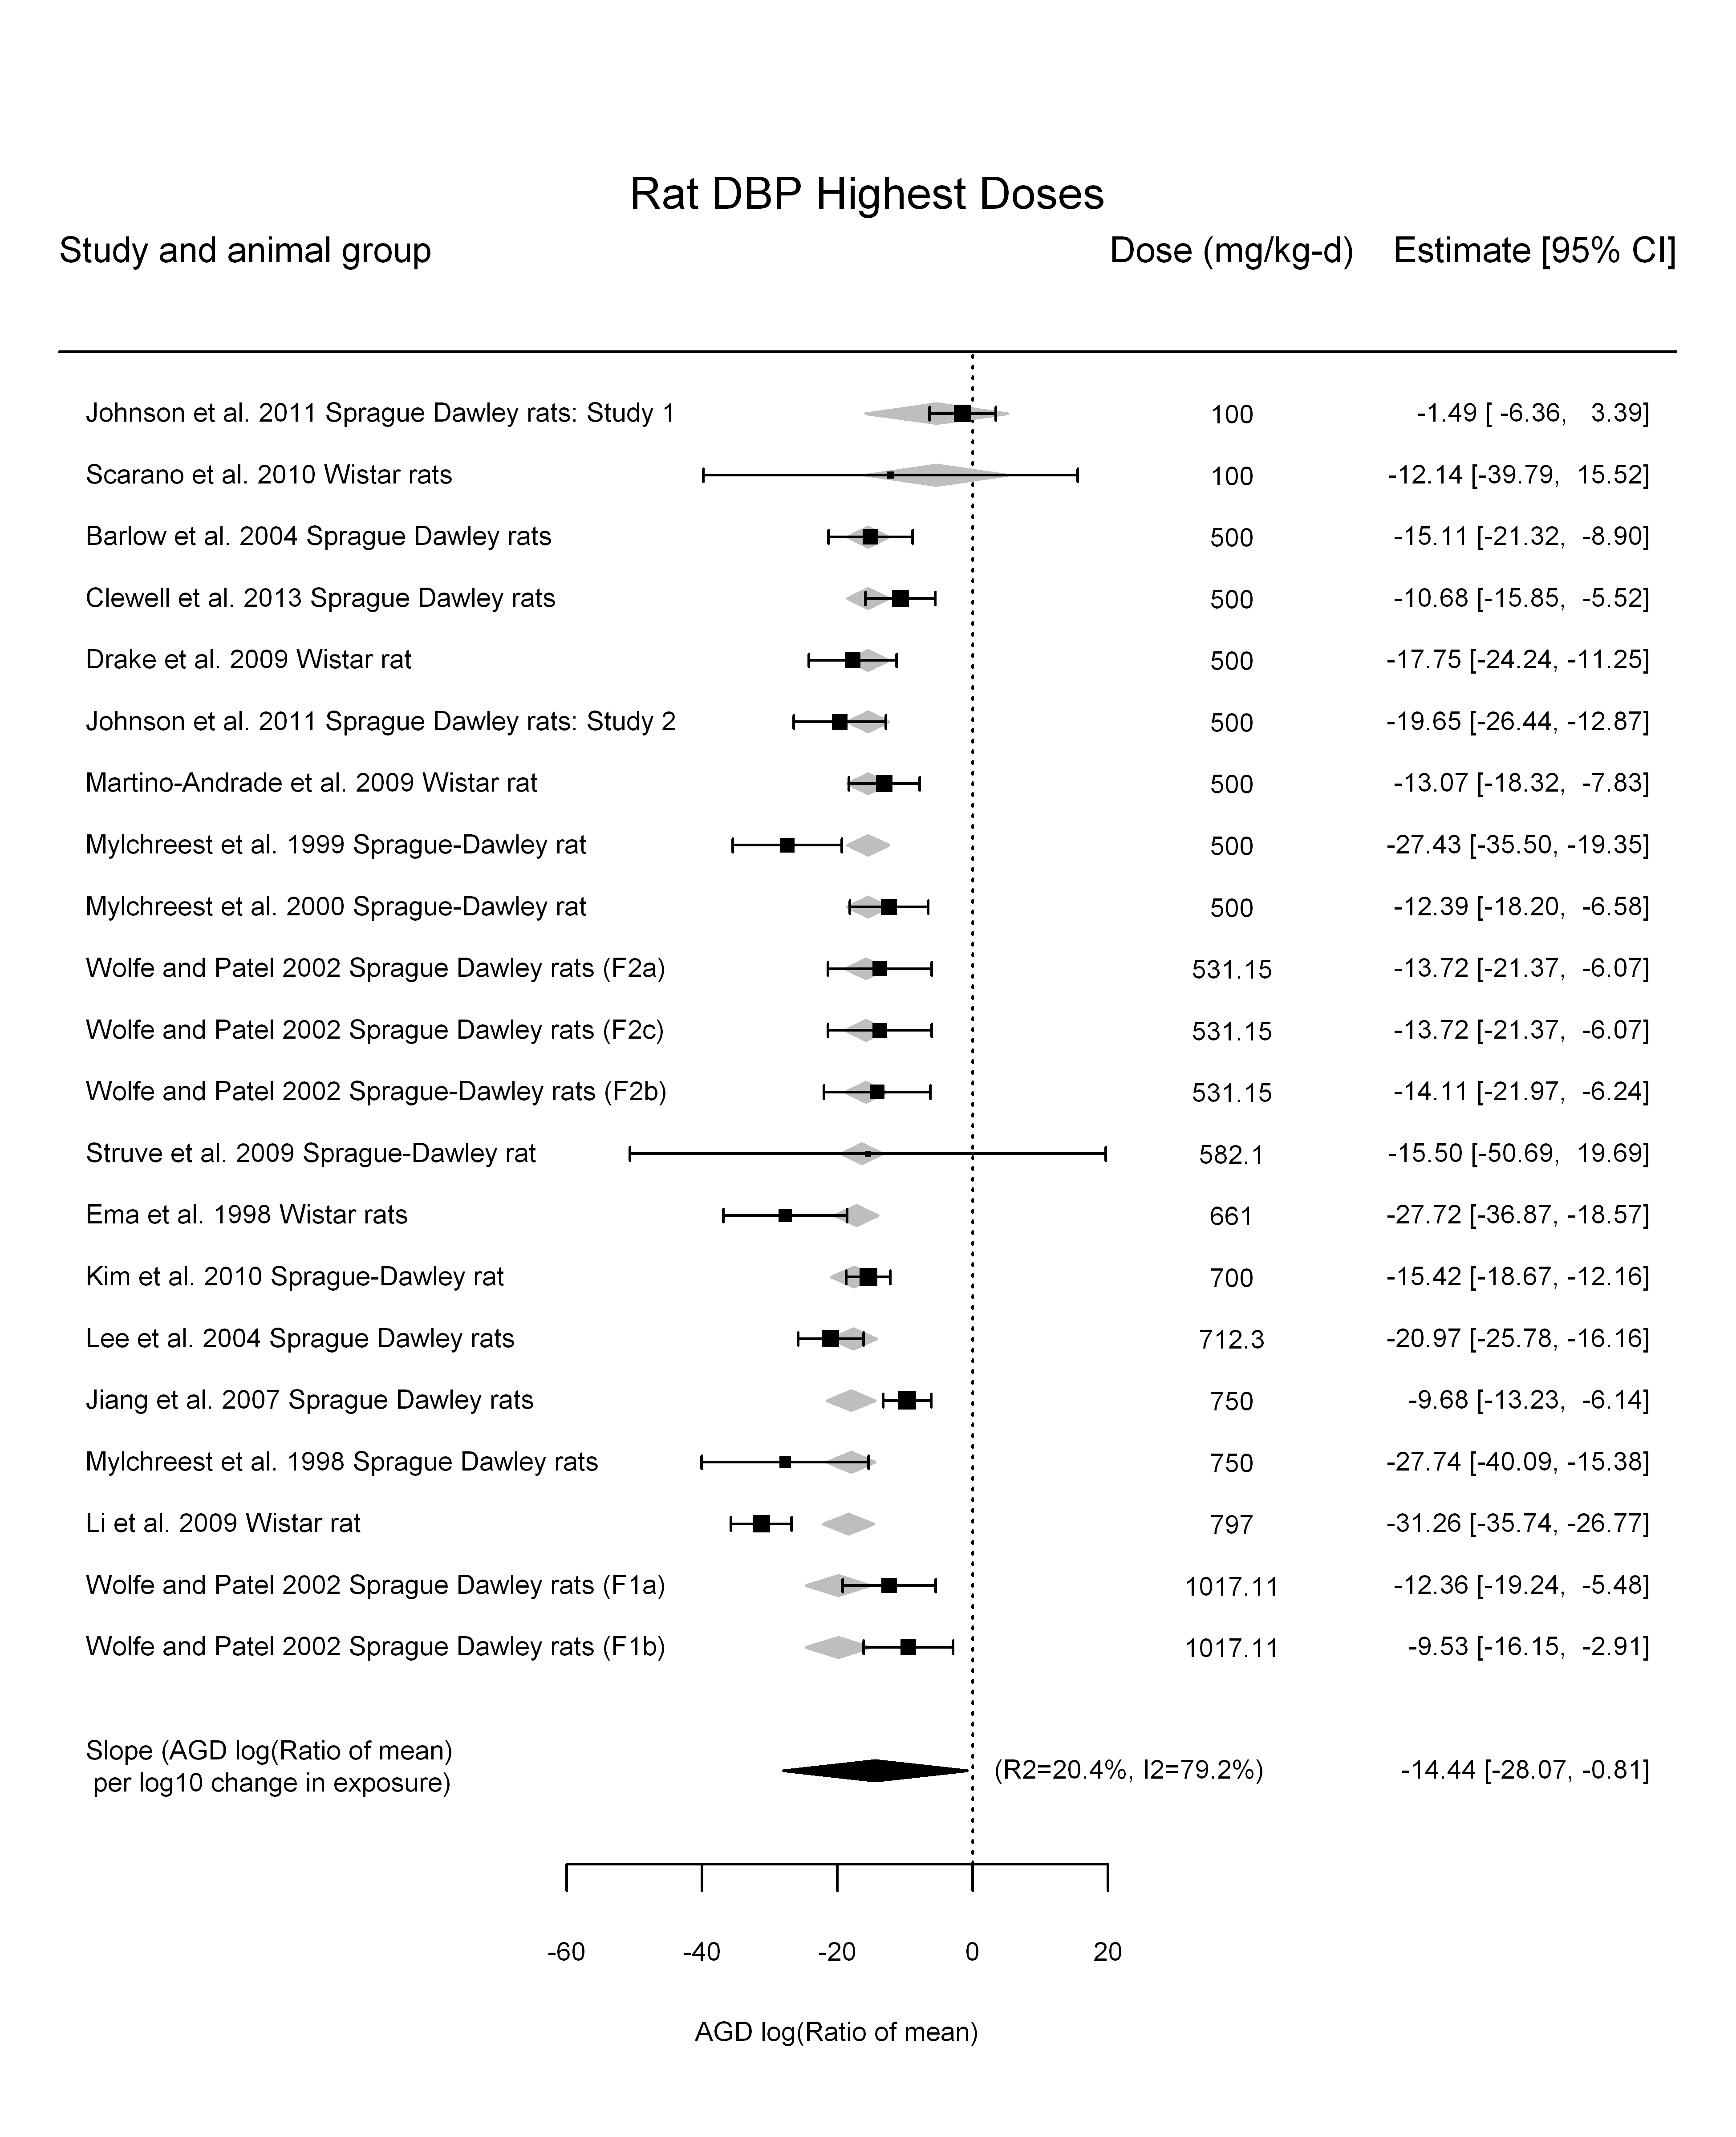 Rat DBP Highest Doses
Study and animal group Dose (mg/kg-d) Estimate [95% CI]
Johnson et al. 2011 Sprague Dawley rats: Study 1 100 -1.49 [ -6.36, 3.39]
Scarano et al. 2010 Wistar rats 100 -12.14 [-39.79, 15.52]
Barlow et al. 2004 Sprague Dawley rats 500 -15.11 [-21.32, -8.90]
Clewell et al. 2013 Sprague Dawley rats 500 -10.68 [-15.85, -5.52]
Drake et al. 2009 Wistar rat 500 -17.75 [-24.24, -11.25]
Johnson et al. 2011 Sprague Dawley rats: Study 2 500 -19.65 [-26.44, -12.87]
Martino-Andrade et al. 2009 Wistar rat 500 -13.07 [-18.32, -7.83]
Mylchreest et al. 1999 Sprague-Dawley rat 500 -27.43 [-35.50, -19.35]
Mylchreest et al. 2000 Sprague-Dawley rat 500 -12.39 [-18.20, -6.58]
Wolfe and Patel 2002 Sprague Dawley rats (F2a) 531.15 -13.72 [-21.37, -6.07]
Wolfe and Patel 2002 Sprague Dawley rats (F2c) 531.15 -13.72 [-21.37, -6.07]
Wolfe and Patel 2002 Sprague-Dawley rats (F2b) 531.15 -14.11 [-21.97, -6.24]
Struve et al. 2009 Sprague-Dawley rat 582.1 -15.50 [-50.69, 19.69]
Ema et al. 1998 Wistar rats 661 -27.72 [-36.87, -18.57]
Kim et al. 2010 Sprague-Dawley rat 700 -15.42 [-18.67, -12.16]
Lee et al. 2004 Sprague Dawley rats 712.3 -20.97 [-25.78, -16.16]
Jiang et al. 2007 Sprague Dawley rats 750 -9.68 [-13.23, -6.14]
Mylchreest et al. 1998 Sprague Dawley rats 750 -27.74 [-40.09, -15.38]
Li et al. 2009 Wistar rat 797 -31.26 [-35.74, -26.77]
Wolfe and Patel 2002 Sprague Dawley rats (F1a) 1017.11 -12.36 [-19.24, -5.48]
Wolfe and Patel 2002 Sprague Dawley rats (F1b) 1017.11 -9.53 [-16.15, -2.91]
Slope (AGD log(Ratio of mean)
per log10 change in exposure) (R2=20.4%, I2=79.2%) -14.44 [-28.07, -0.81]
-60 -40 -20 0 20
AGD log(Ratio of mean)